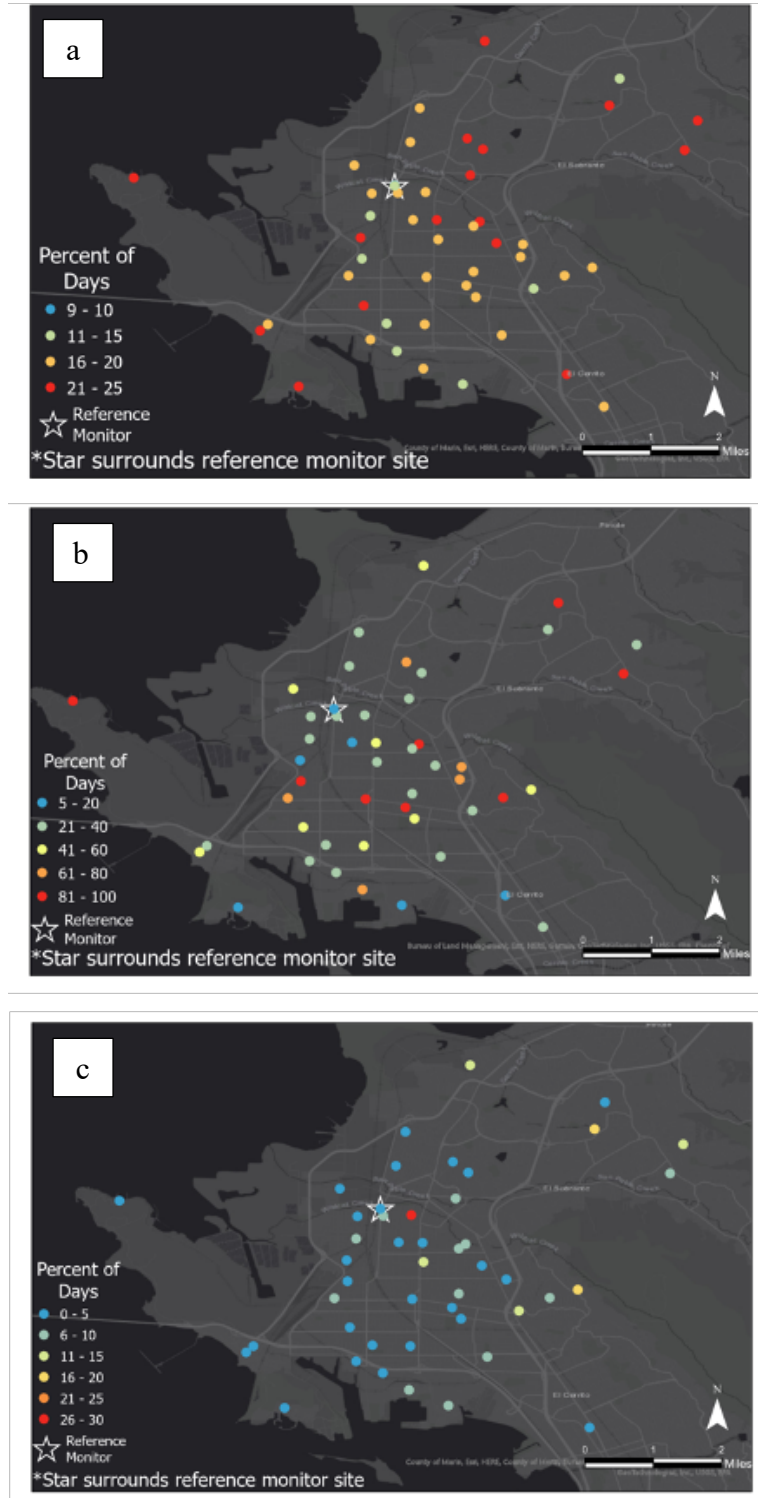 a
El Sobrante
Percent of
Days
9 - 10
11 - 15
16 - 20
21 - 25
Reference
Monitor
El Cerrito
N
0 1 2
Miles
*Star surrounds reference monitor site
b
Pinole
El Sobrante
Percent of
Days
5 - 20
21 - 40
41 - 60
61 - 80
81 - 100
Reference
Monitor
El Cerrito
N
0 1 2
Miles
*Star surrounds reference monitor site
c
Pinole
El Sobrante
Percent of
Days
0 - 5
6 - 10
11 - 15
16 - 20
21 - 25
26 - 30
Reference
Monitor
El Cerrito
N
0 1 2
Miles
*Star surrounds reference monitor site